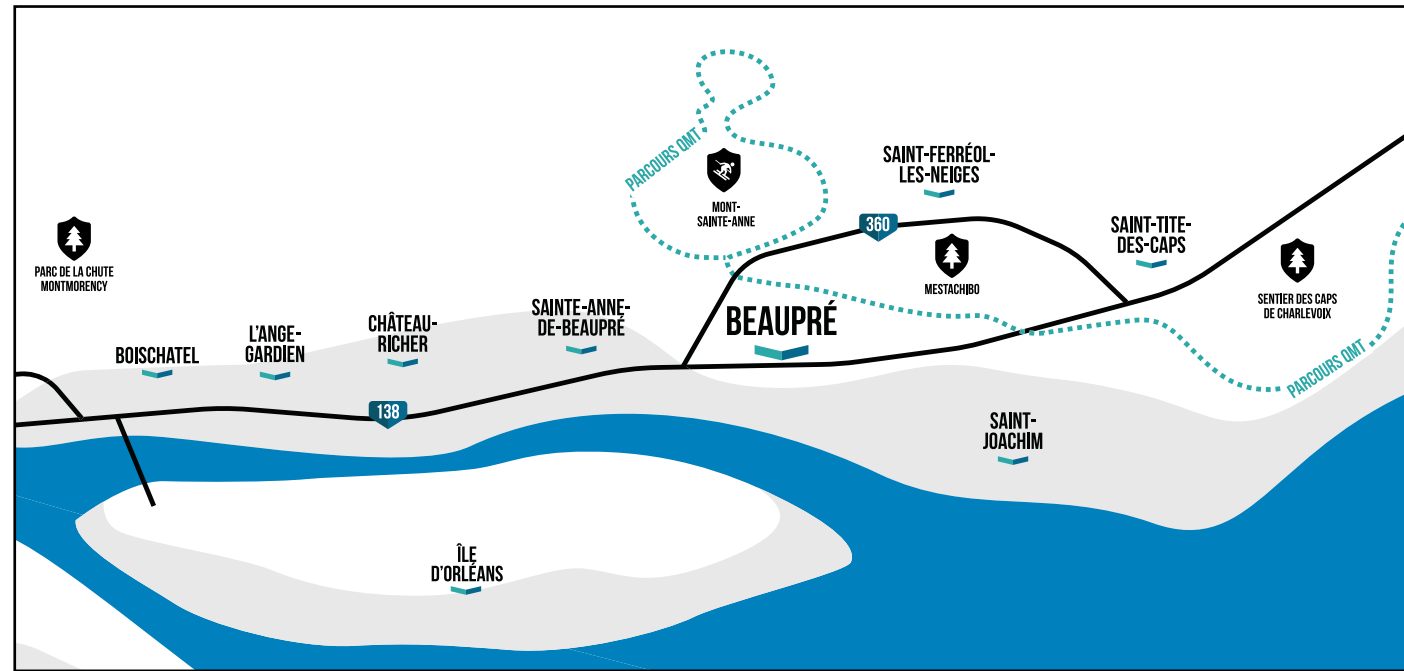 PARCOURS QMT
SAINT-FERRÉOL-
LES-NEIGES
MONT-
SAINTE-ANNE
360
SAINT-TITE-
DES-CAPS
PARC DE LA CHUTE
MONTMORENCY
MESTACHIBO
SENTIER DES CAPS
DE CHARLEVOIX
SAINTE-ANNE-
DE-BEAUPRÉ
BEAUPRÉ
CHÂTEAU-
RICHER
L'ANGE-
GARDIEN
BOISCHATEL
PARCOURS QMT
138
SAINT-
JOACHIM
ÎLE
D'ORLÉANS